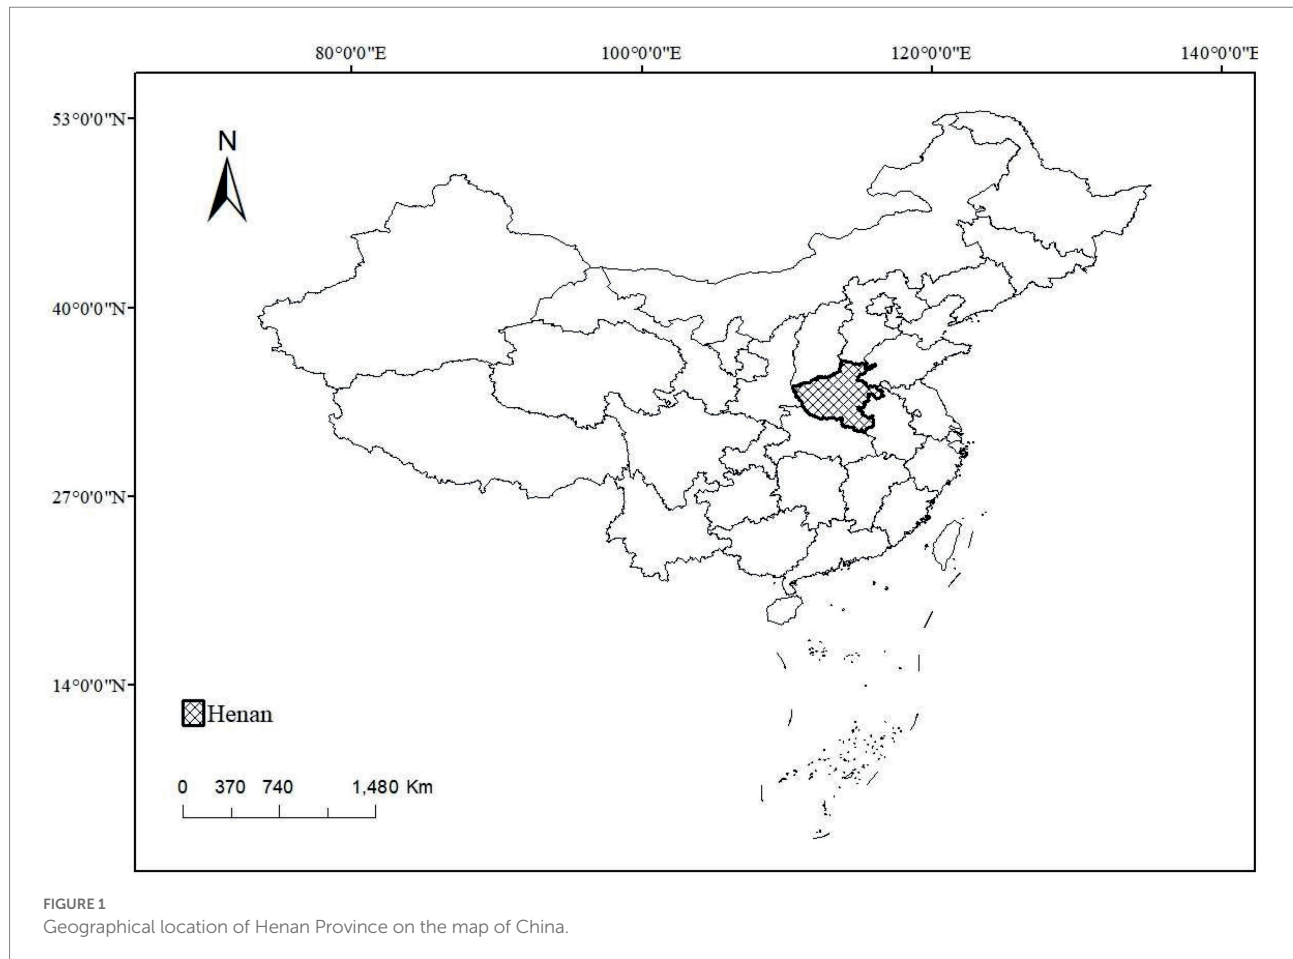 80°0'0"E 100°0'0"E 120°0'0"E 140°0'0"E
53°0'0"N
N
40°0'0"N
27°0'0"N
14°0'0"N
Henan
0 370 740 1,480 Km
FIGURE 1
Geographical location of Henan Province on the map of China.